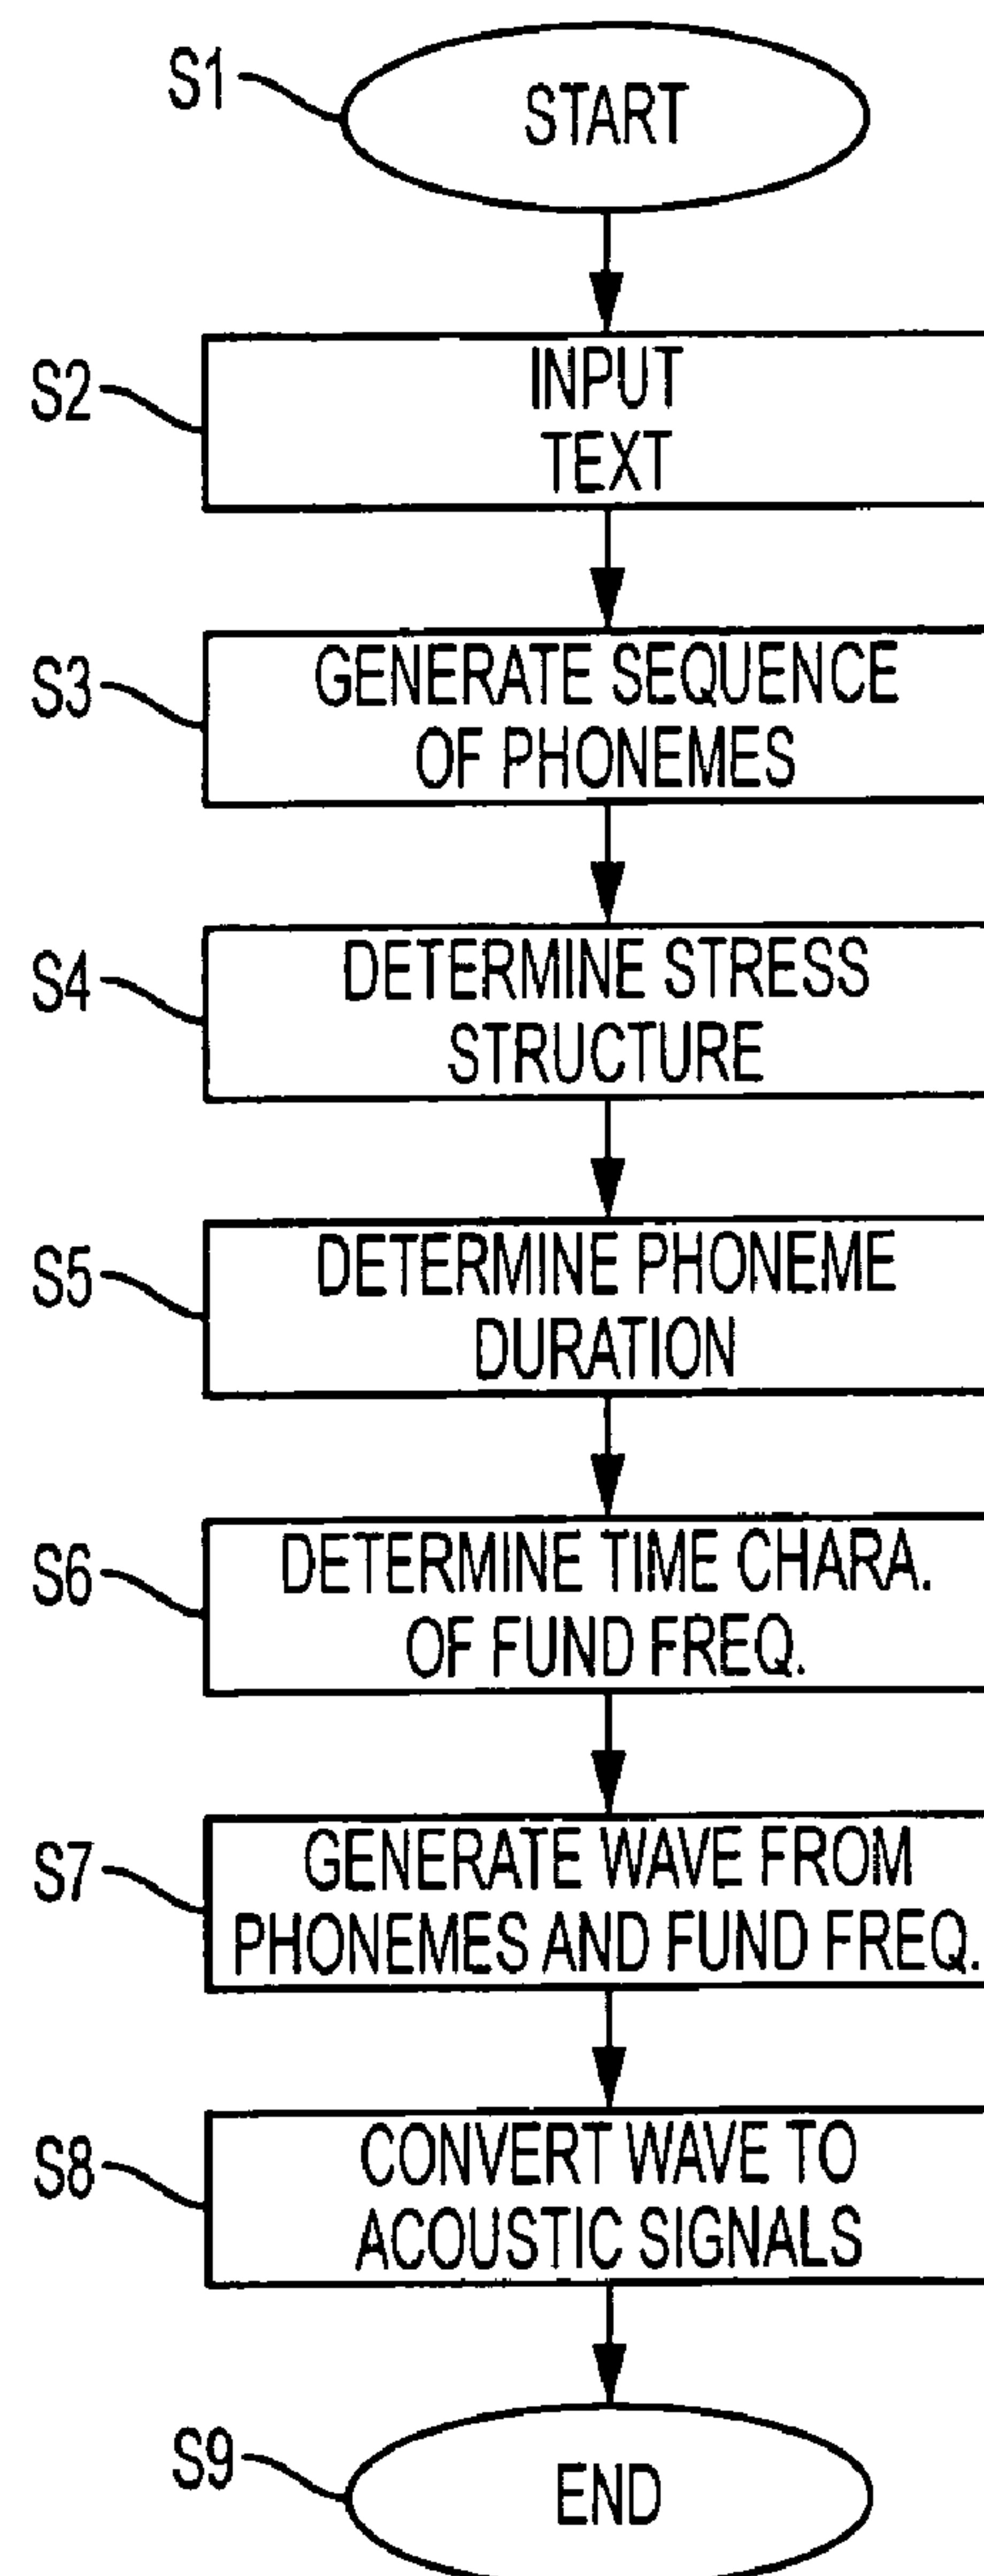 S1
START
S2
INPUT
TEXT
S3
GENERATE SEQUENCE
OF PHONEMES
S4
DETERMINE STRESS
STRUCTURE
S5
DETERMINE PHONEME
DURATION
S6
DETERMINE TIME CHARA.
OF FUND FREQ.
S7
GENERATE WAVE FROM
PHONEMES AND FUND FREQ.
S8
CONVERT WAVE TO
ACOUSTIC SIGNALS
S9
END